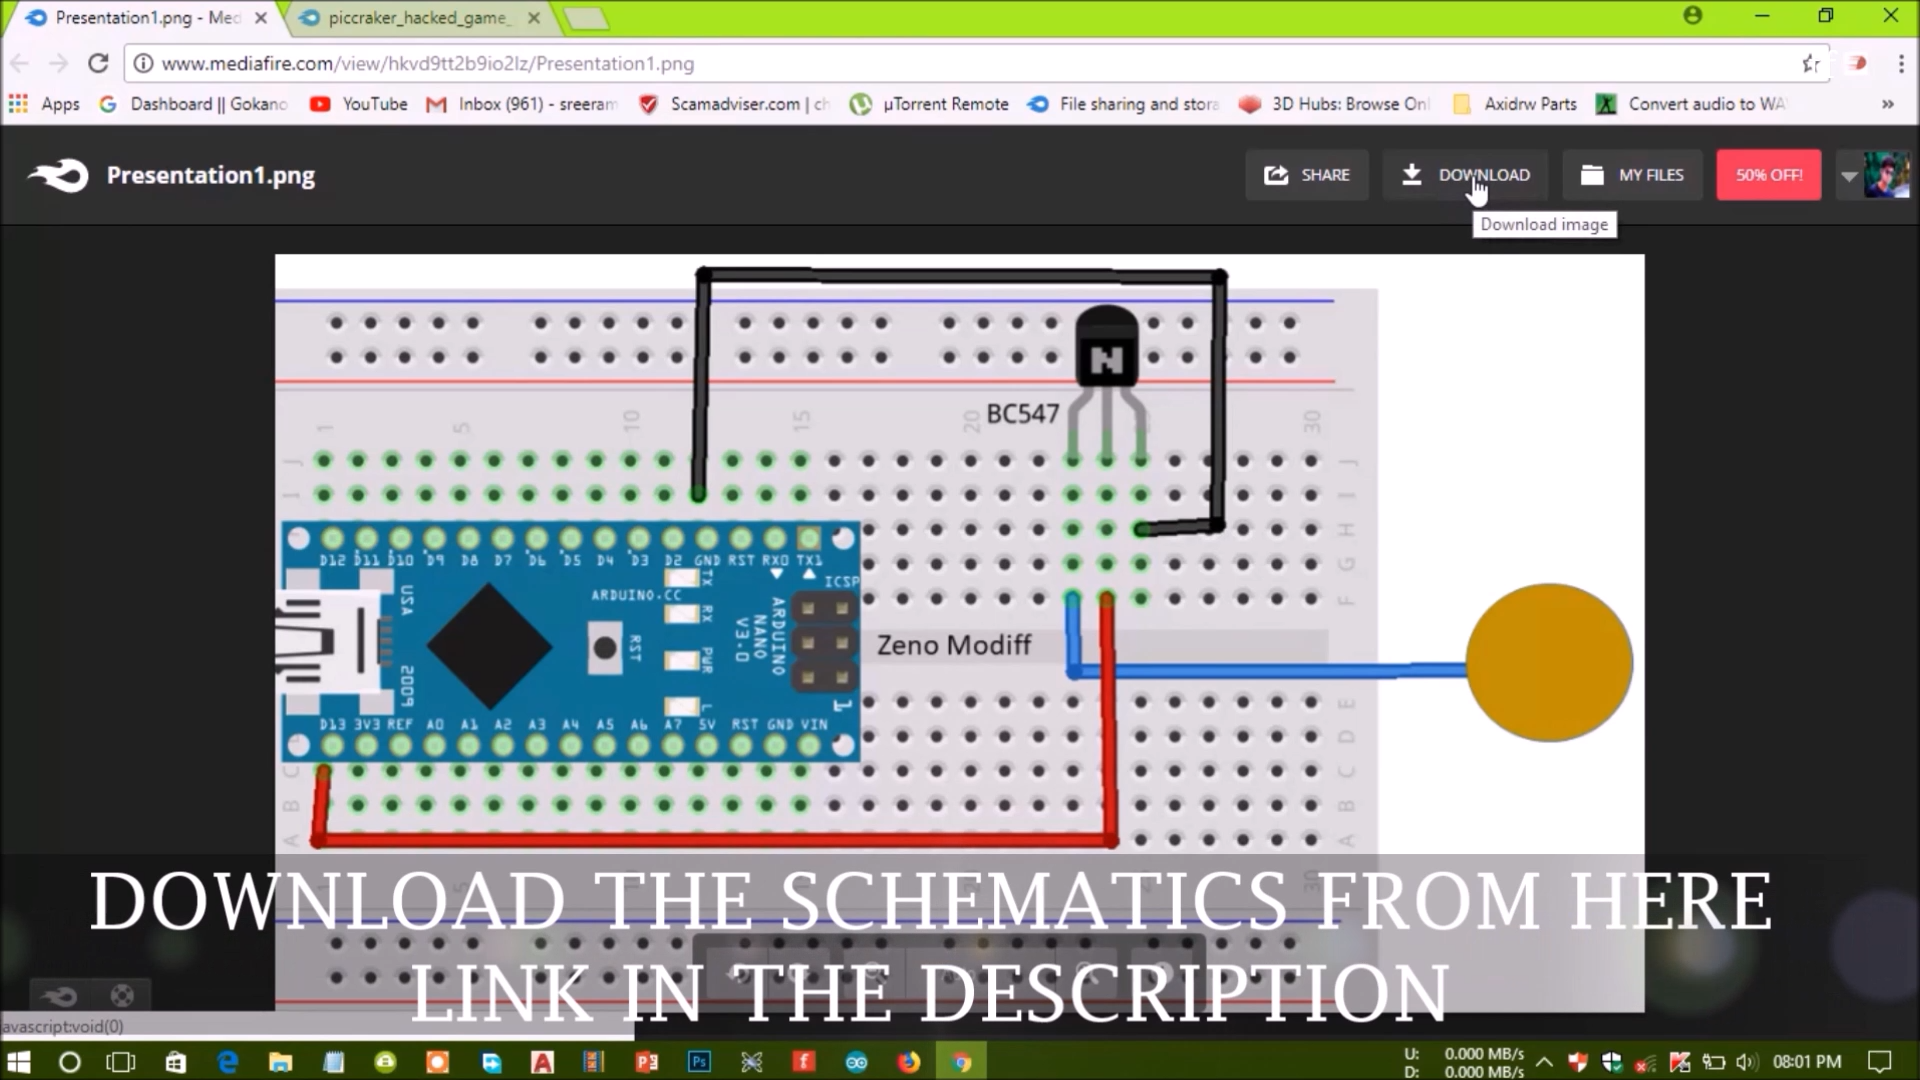 Presentation1.png - Med
piccraker_hacked_game_
www.mediafire.com/view/hkvd9tt2b9io2lz/Presentation1.png
Apps
Dashboard || Gokano
YouTube
Inbox (961) - sreeram
Scamadviser.com | ch
µTorrent Remote
File sharing and stora
3D Hubs: Browse Onl
Axidrw Parts
Convert audio to WA
»
Presentation1.png
SHARE
DOWNLOAD
MY FILES
50% OFF!
Download image
N
BC547
1 5 10 15 20 30
J J
I I
H
G
F
D12 D11 D10 D9 D8 D7 D6 D5 D4 D3 D2 GND RST RX0 TX1
ICSP
TX
RX
PWR
L
USA
2009
ARDUINO.CC
RST
ARDUINO
NANO
V3.0
1
Zeno Modiff
D13 3V3 REF A0 A1 A2 A3 A4 A5 A6 A7 5V RST GND VIN
E
D
C C
B B
A A
DOWNLOAD THE SCHEMATICS FROM HERE
LINK IN THE DESCRIPTION
javascript:void(0)
U: 0.000 MB/s
D: 0.000 MB/s
08:01 PM